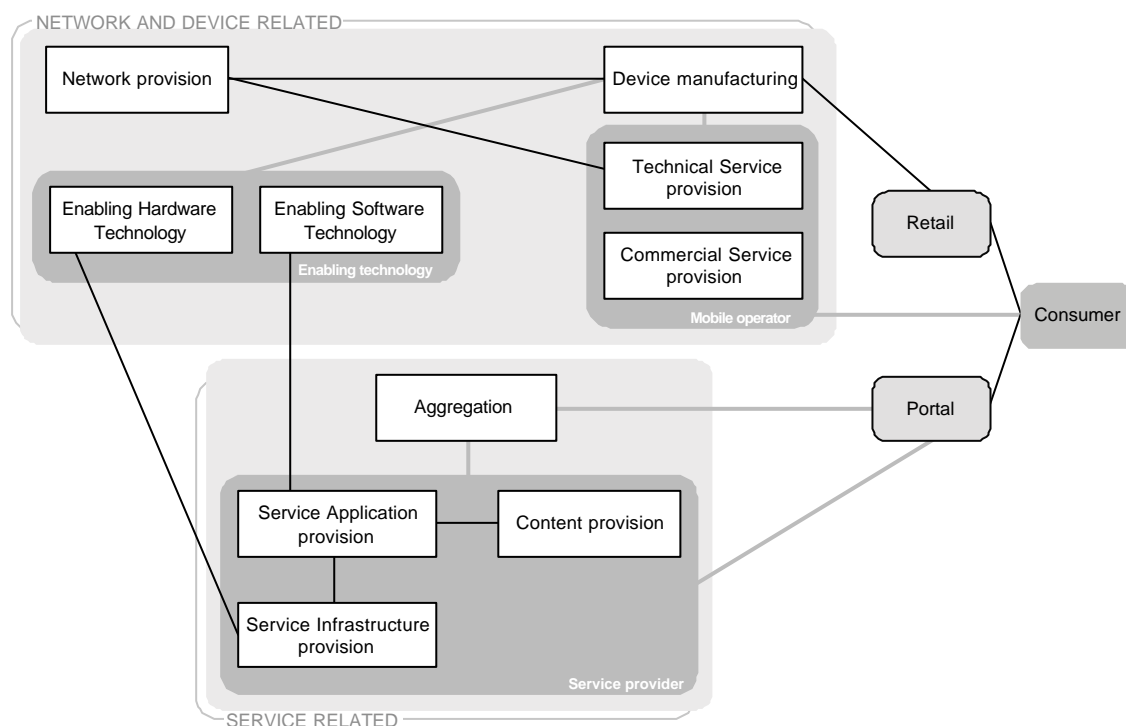 NETWORK AND DEVICE RELATED
Network provision
Device manufacturing
Technical Service
provision
Enabling Hardware
Technology
Enabling Software
Technology
Retail
Commercial Service
provision
Enabling technology
Mobile operator
Consumer
Aggregation
Portal
Service Application
provision
Content provision
Service Infrastructure
provision
Service provider
SERVICE RELATED